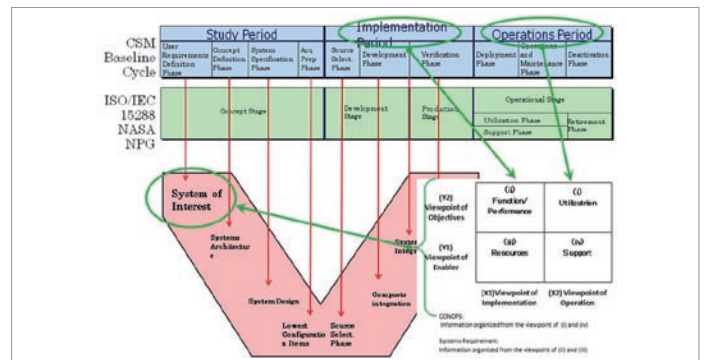 Study Period
Implementation
Period
Operations Period
CSM
Baseline
Cycle
User
Requirements
Definition
Phase
Concept
Definition
Phase
System
Specification
Phase
Acq
Prep
Phase
Source
Select.
Phase
Development
Phase
Verification
Phase
Deployment
Phase
Operations
and
Maintenance
Phase
Deactivation
Phase
ISO/IEC
15288
NASA
NPG
Concept Stage
Development
Stage
Production
Stage
Operational Stage
Utilization Phase
Support Phase
Retirement
Phase
System of
Interest
Systems
Architectur
e
System Design
Lowest
Configuratio
n Items
Source
Select.
Phase
Composte
integration
System
Integr
(Y2)
Viewpoint of
Objectives
(Y1)
Viewpoint of
Enabler
Function/
Performance
(i)
Utilization
(iii)
Resources
(iv)
Support
(X1)Viewpoint of
Implementation
(X2) Viewpoint of
Operation
CONOPS:
Information organized from the viewpoint of (i) and (iv)
Systems Requirement:
Information organized from the viewpoint of (ii) and (iii)